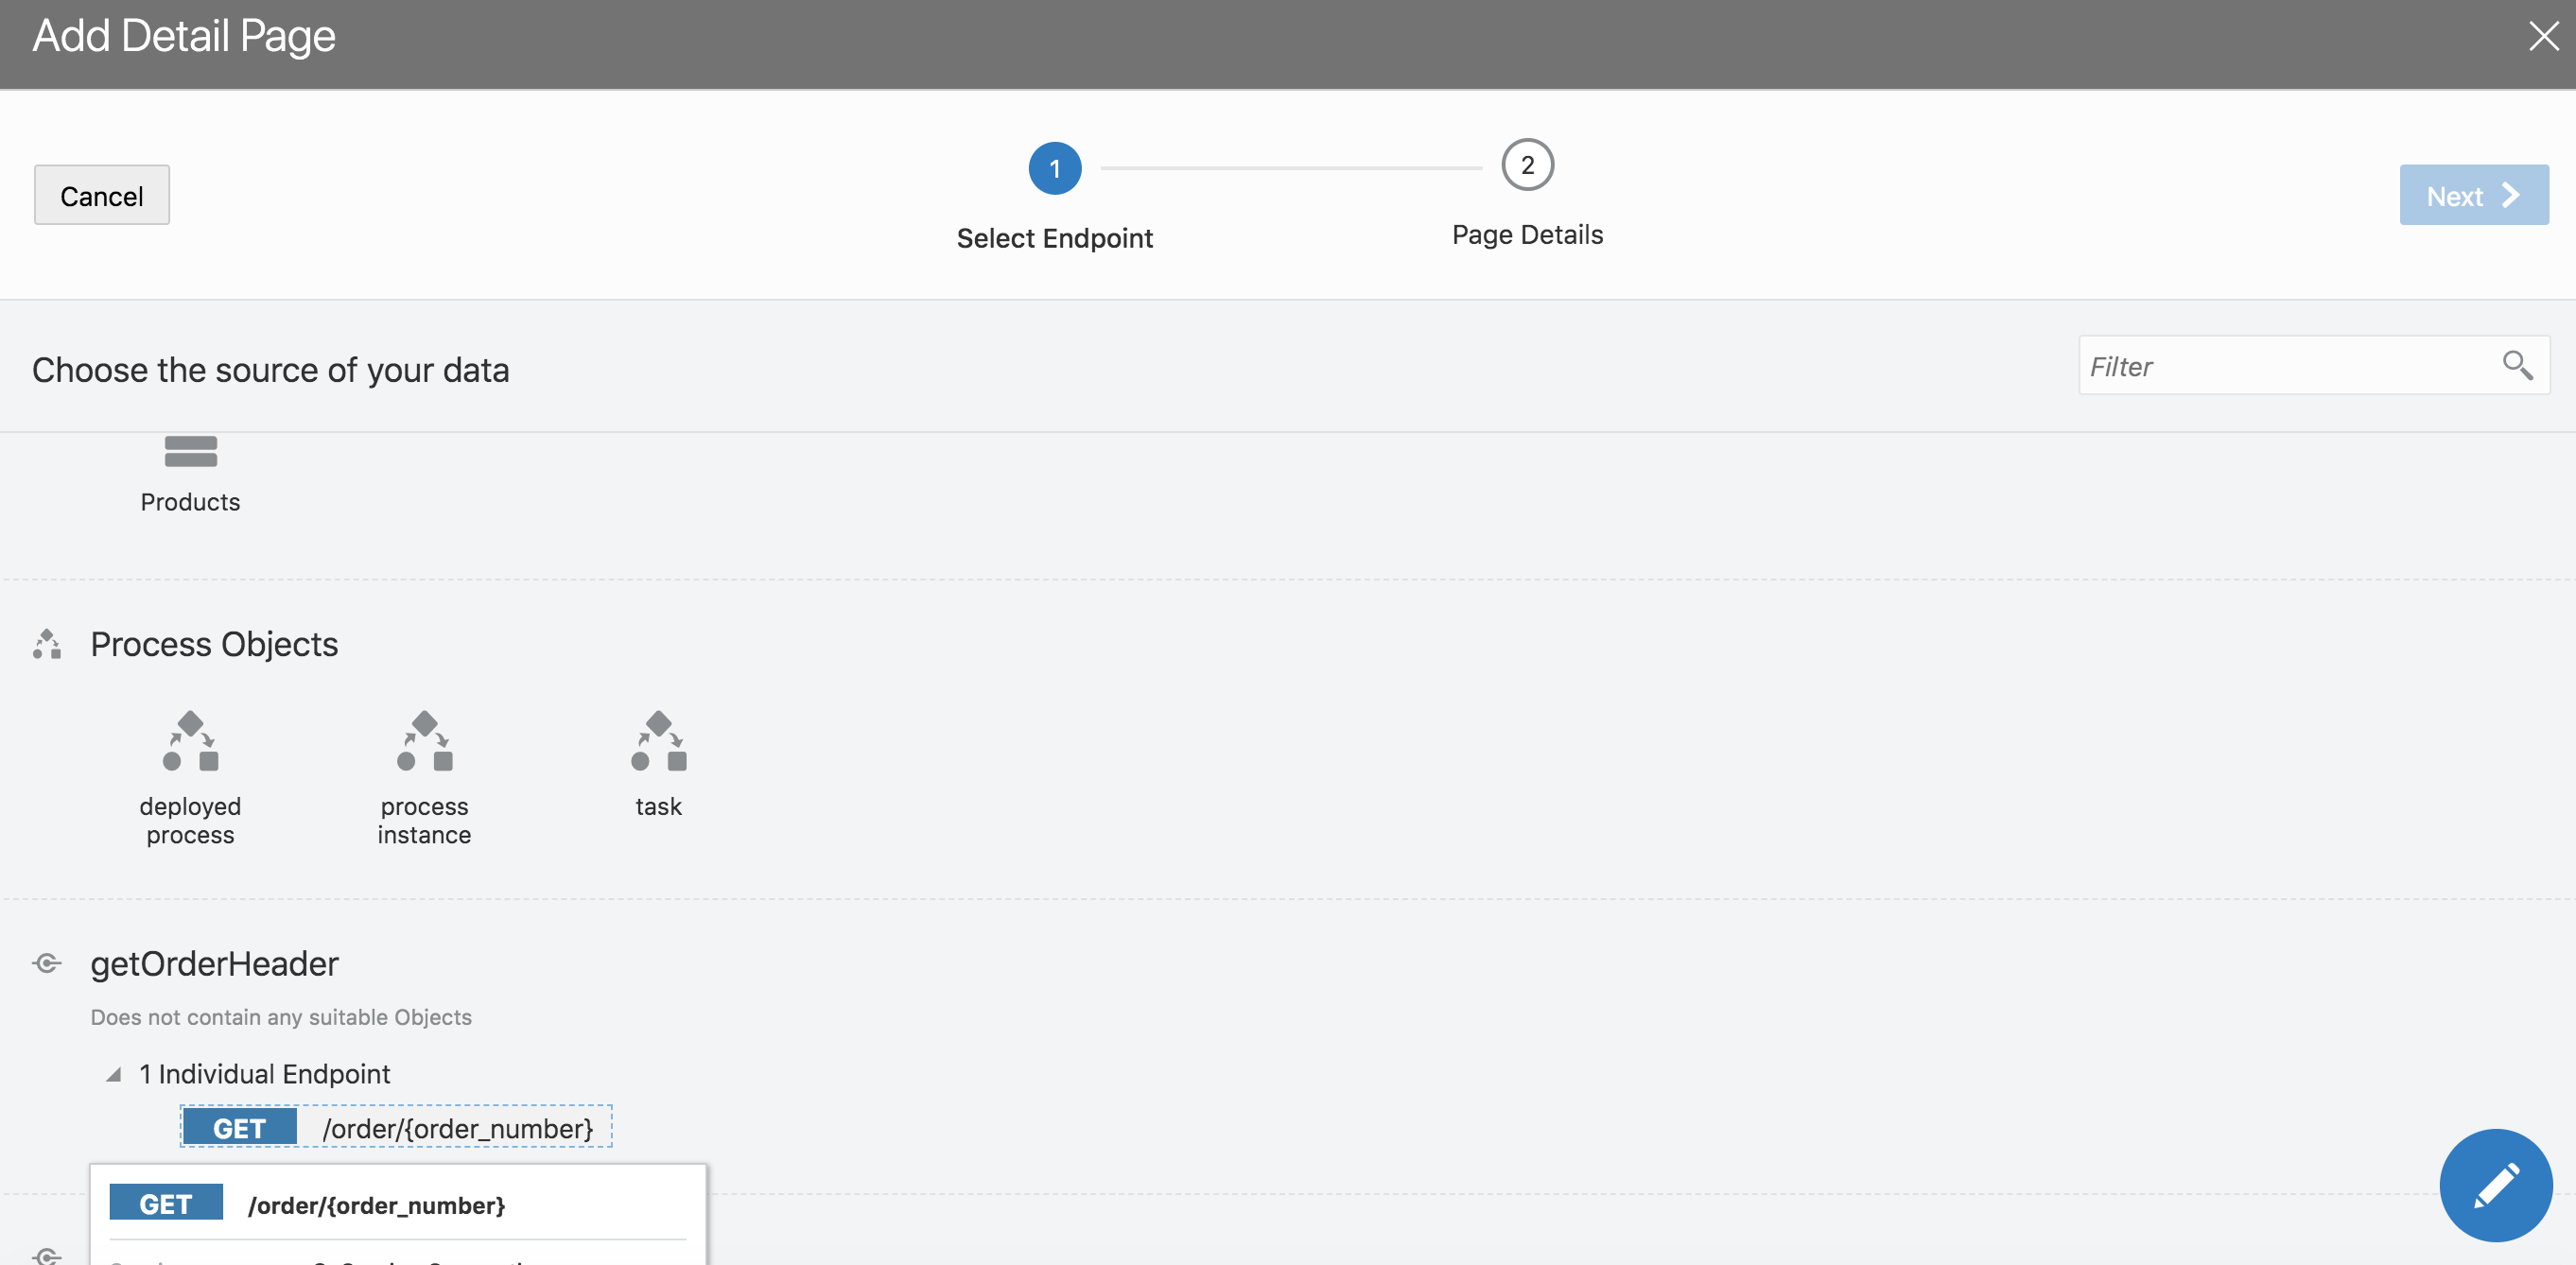 Add Detail Page
Cancel
1
2
Next
Select Endpoint
Page Details
Choose the source of your data
Filter
Products
Process Objects
deployed
process
process
instance
task
getOrderHeader
Does not contain any suitable Objects
1 Individual Endpoint
GET /order/{order_number}
GET /order/{order_number}